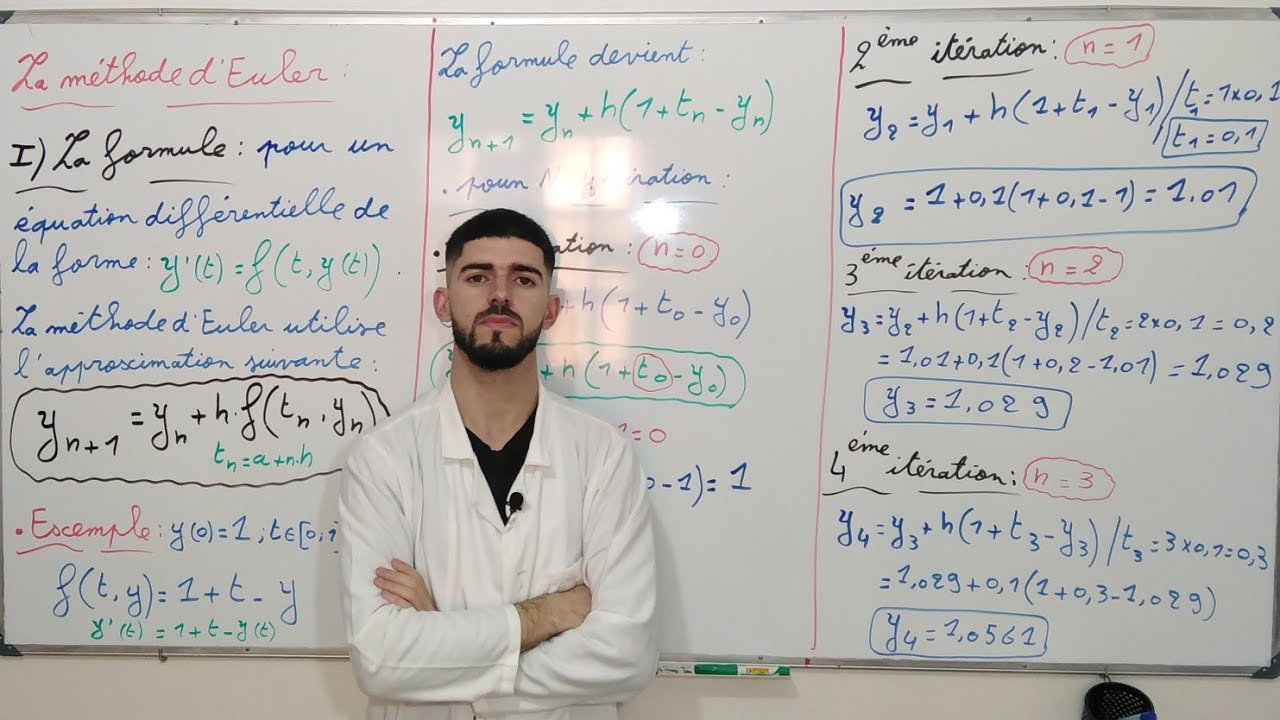 La méthode d'Euler :
I) La formule : pour un
équation différentielle de
la forme : y'(t) = f(t, y(t)).
La méthode d'Euler utilise
l'approximation suivante :
yₙ₊₁ = yₙ + h.f(tₙ, yₙ)
tₙ = a + n.h
• Exemple : y(0) = 1 ; t∈[0,1]
f(t, y) = 1 + t - y
y'(t) = 1 + t - y(t)
La formule devient :
yₙ₊₁ = yₙ + h(1 + tₙ - yₙ)
• pour
ration :
ation : n = 0
+ h(1 + t₀ - y₀)
+ h(1 + t₀ - y₀)
= 0
- 1) = 1
2ème itération : n = 1
y₂ = y₁ + h(1 + t₁ - y₁) / t₁ = 1×0,1
t₁ = 0,1
y₂ = 1 + 0,1(1 + 0,1 - 1) = 1,01
3ème itération : n = 2
y₃ = y₂ + h(1 + t₂ - y₂) / t₂ = 2×0,1 = 0,2
= 1,01 + 0,1(1 + 0,2 - 1,01) = 1,029
y₃ = 1,029
4ème itération : n = 3
y₄ = y₃ + h(1 + t₃ - y₃) / t₃ = 3×0,1 = 0,3
= 1,029 + 0,1(1 + 0,3 - 1,029)
y₄ = 1,0561